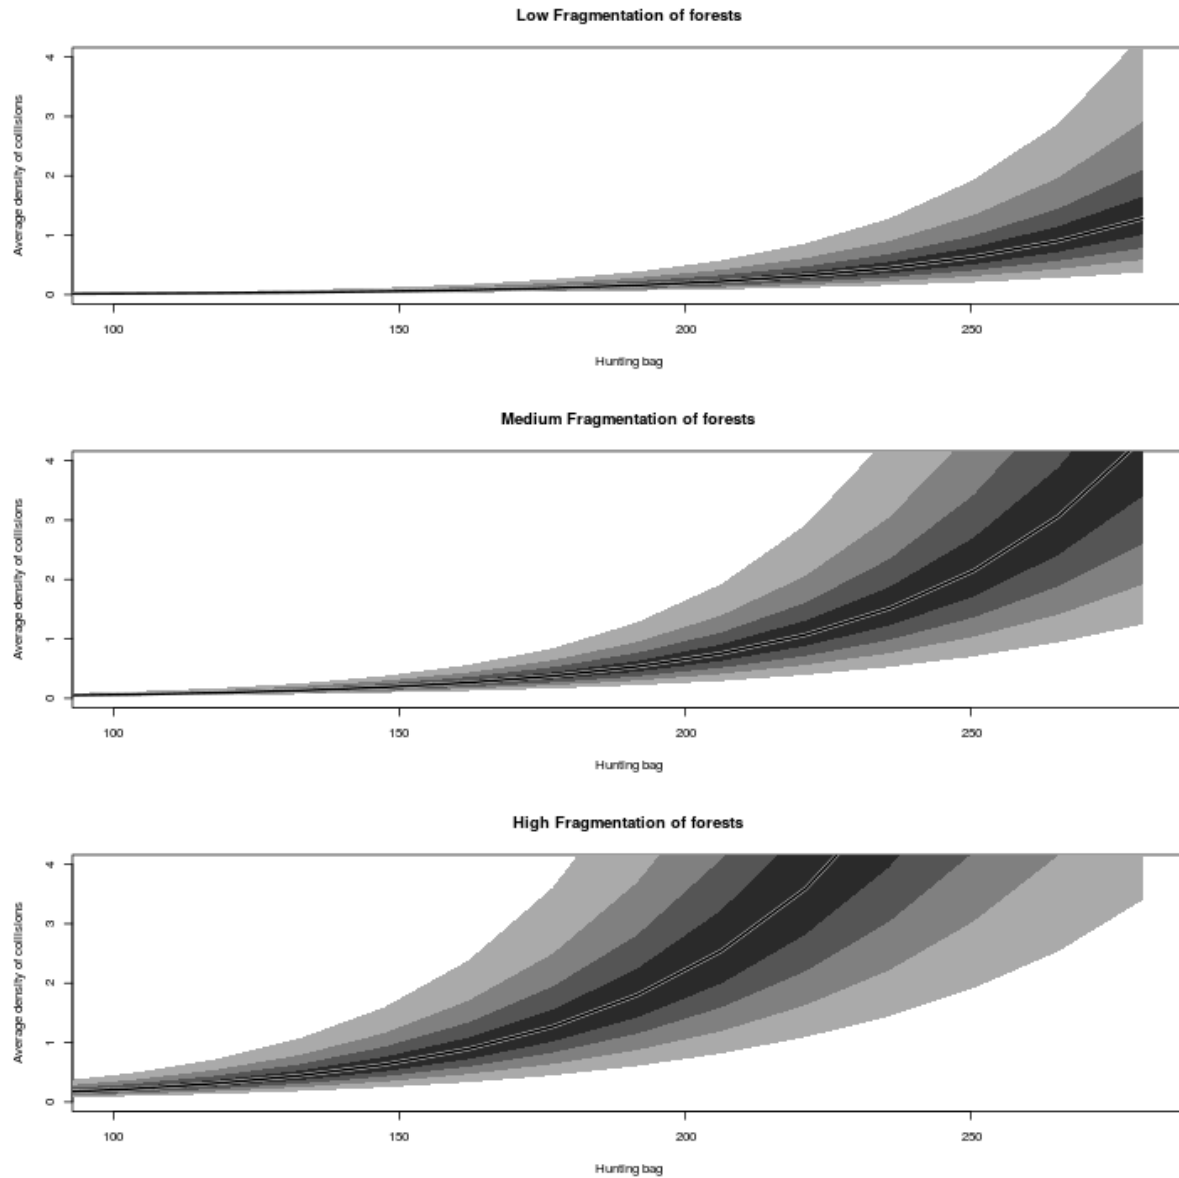 Low Fragmentation of forests
Average density of collisions
4
3
2
1
0
100 150 200 250
Hunting bag
Medium Fragmentation of forests
Average density of collisions
4
3
2
1
0
100 150 200 250
Hunting bag
High Fragmentation of forests
Average density of collisions
4
3
2
1
0
100 150 200 250
Hunting bag